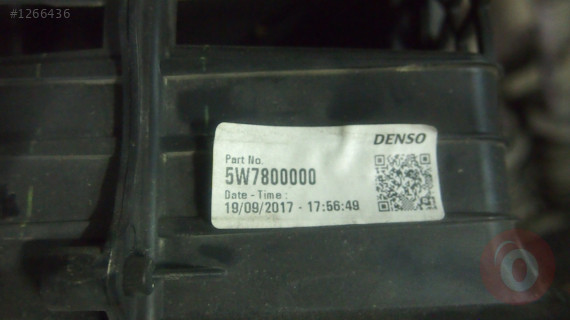 #1266436
DENSO
Part No.
5W7800000
Date - Time :
19/09/2017 - 17:56:49